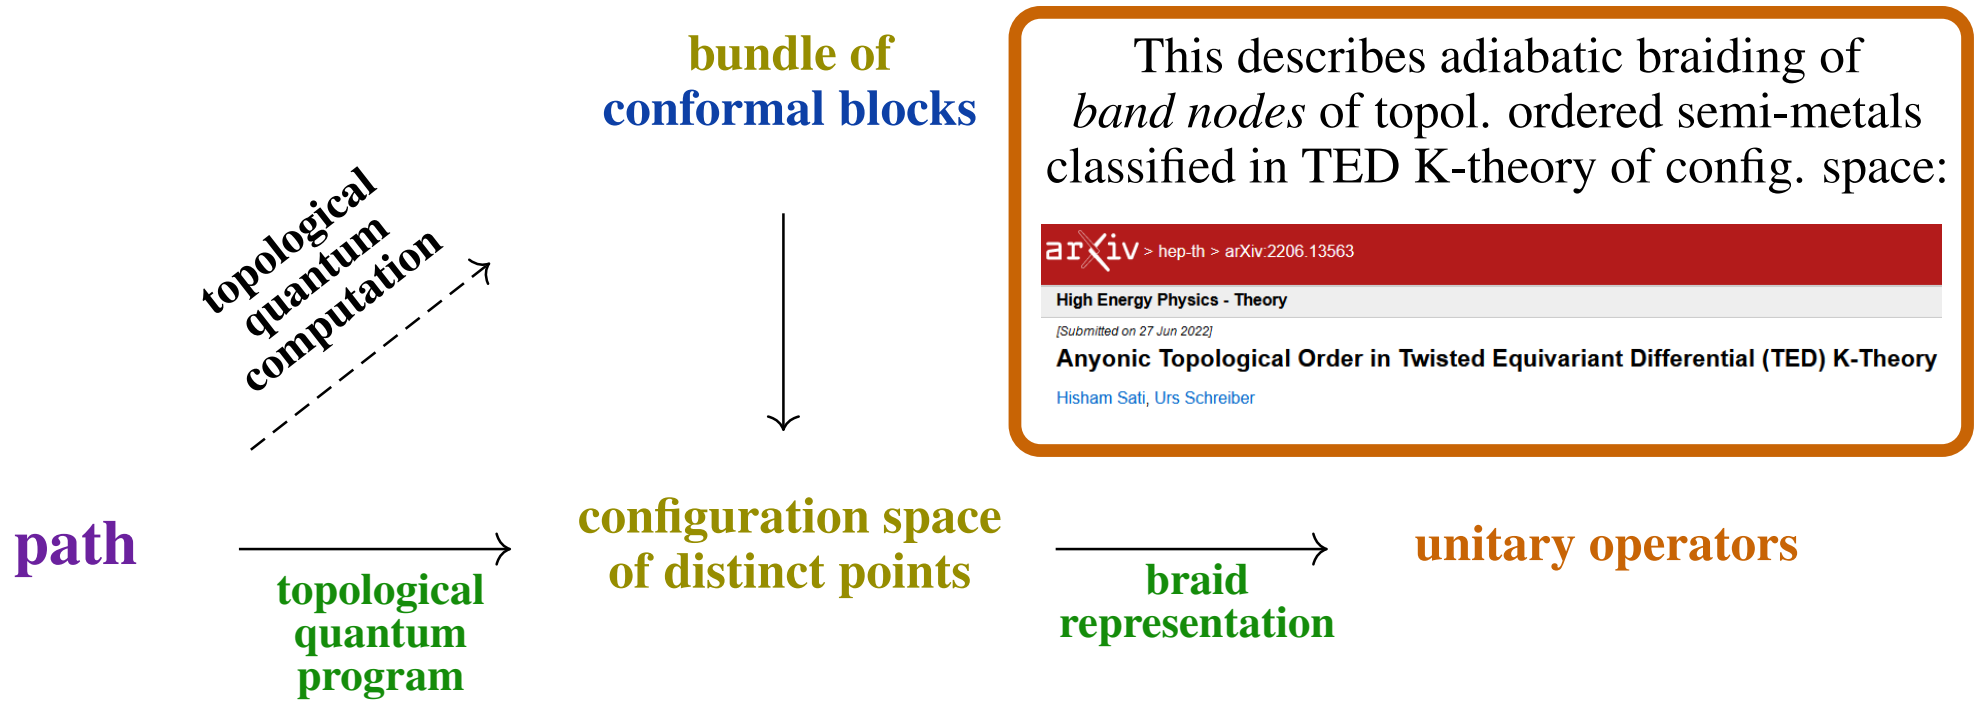 bundle of
conformal blocks
This describes adiabatic braiding of
band nodes of topol. ordered semi-metals
classified in TED K-theory of config. space:
arXiv > hep-th > arXiv:2206.13563
High Energy Physics - Theory
[Submitted on 27 Jun 2022]
Anyonic Topological Order in Twisted Equivariant Differential (TED) K-Theory
Hisham Sati, Urs Schreiber
topological
quantum
computation
path
topological
quantum
program
configuration space
of distinct points
braid
representation
unitary operators